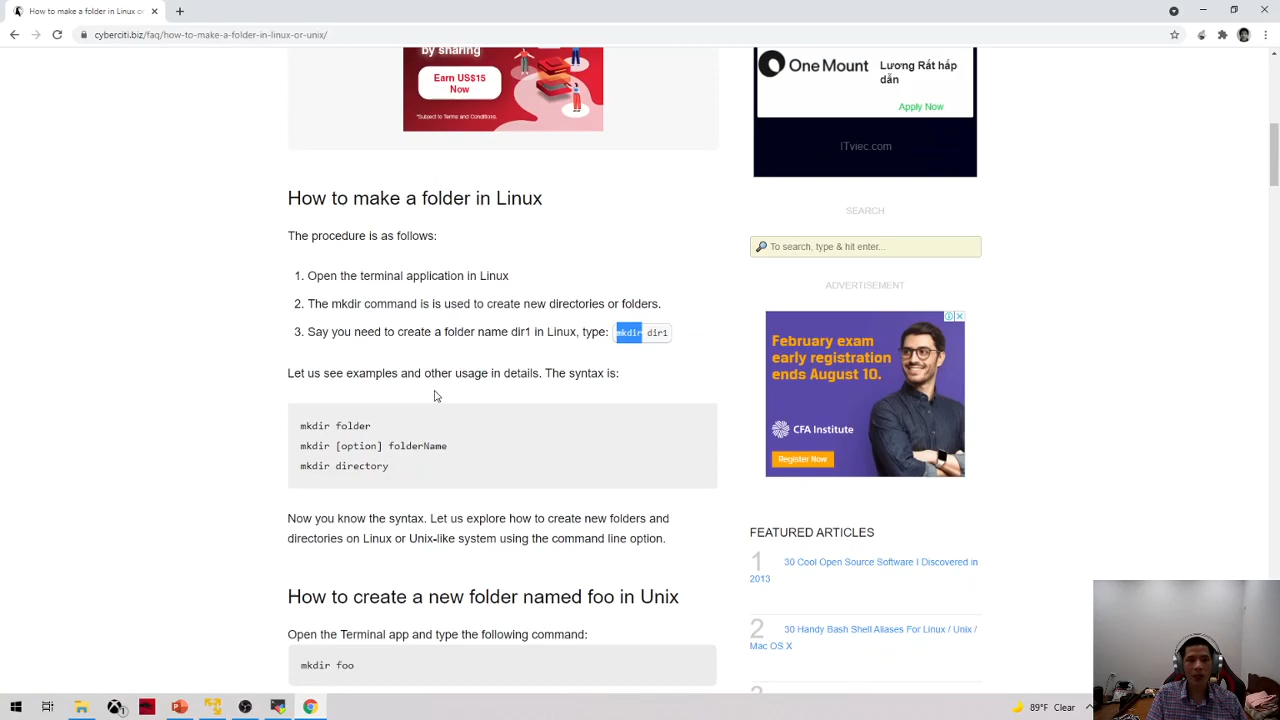 How to make a folder in Linux or
cyberciti.biz/faq/how-to-make-a-folder-in-linux-or-unix/
by sharing
Earn US$15
Now
*Subject to Terms and Conditions.
One Mount
Lương Rất hấp
dẫn
Apply Now
ITviec.com
How to make a folder in Linux
The procedure is as follows:
1. Open the terminal application in Linux
2. The mkdir command is is used to create new directories or folders.
3. Say you need to create a folder name dir1 in Linux, type: mkdir dir1
Let us see examples and other usage in details. The syntax is:
mkdir folder
mkdir [option] folderName
mkdir directory
Now you know the syntax. Let us explore how to create new folders and
directories on Linux or Unix-like system using the command line option.
How to create a new folder named foo in Unix
Open the Terminal app and type the following command:
mkdir foo
SEARCH
To search, type & hit enter...
ADVERTISEMENT
February exam
early registration
ends August 10.
CFA Institute
Register Now
FEATURED ARTICLES
1 30 Cool Open Source Software I Discovered in
2013
2 30 Handy Bash Shell Aliases For Linux / Unix /
Mac OS X
89°F Clear